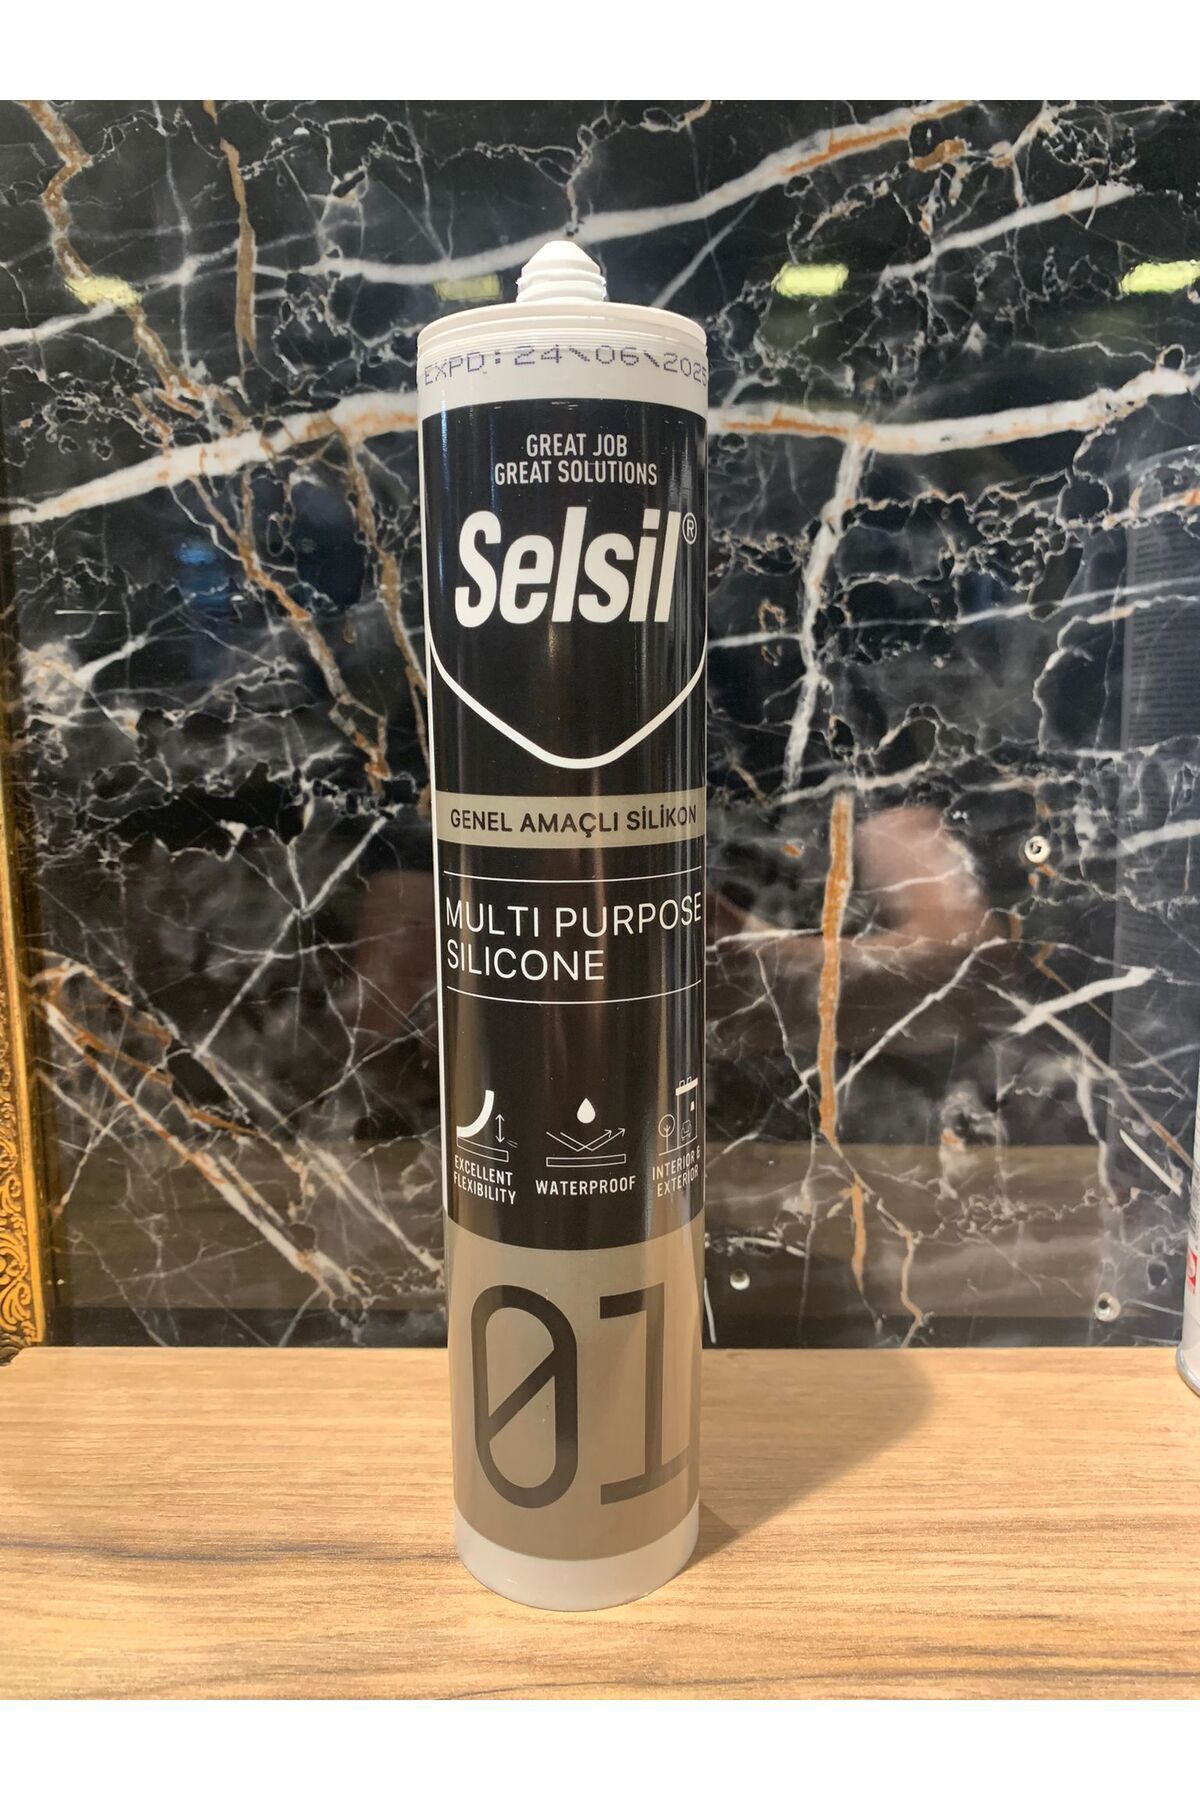 EXPD:24\06\2025
GREAT JOB
GREAT SOLUTIONS
Selsil®
GENEL AMAÇLI SİLİKON
MULTI PURPOSE
SILICONE
EXCELLENT
FLEXIBILITY
WATERPROOF
INTERIOR &
EXTERIOR
01